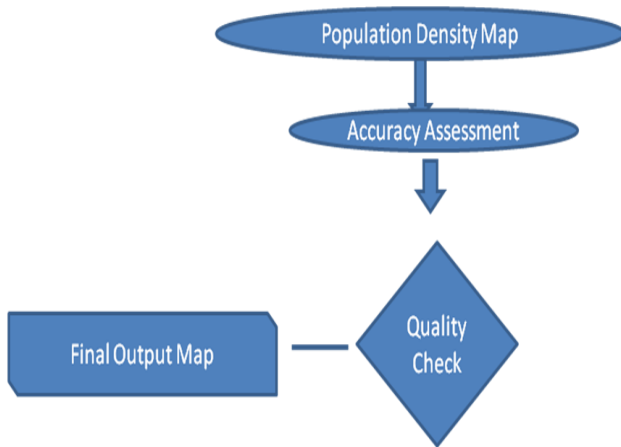 Population Density Map
Accuracy Assessment
Quality
Check
Final Output Map